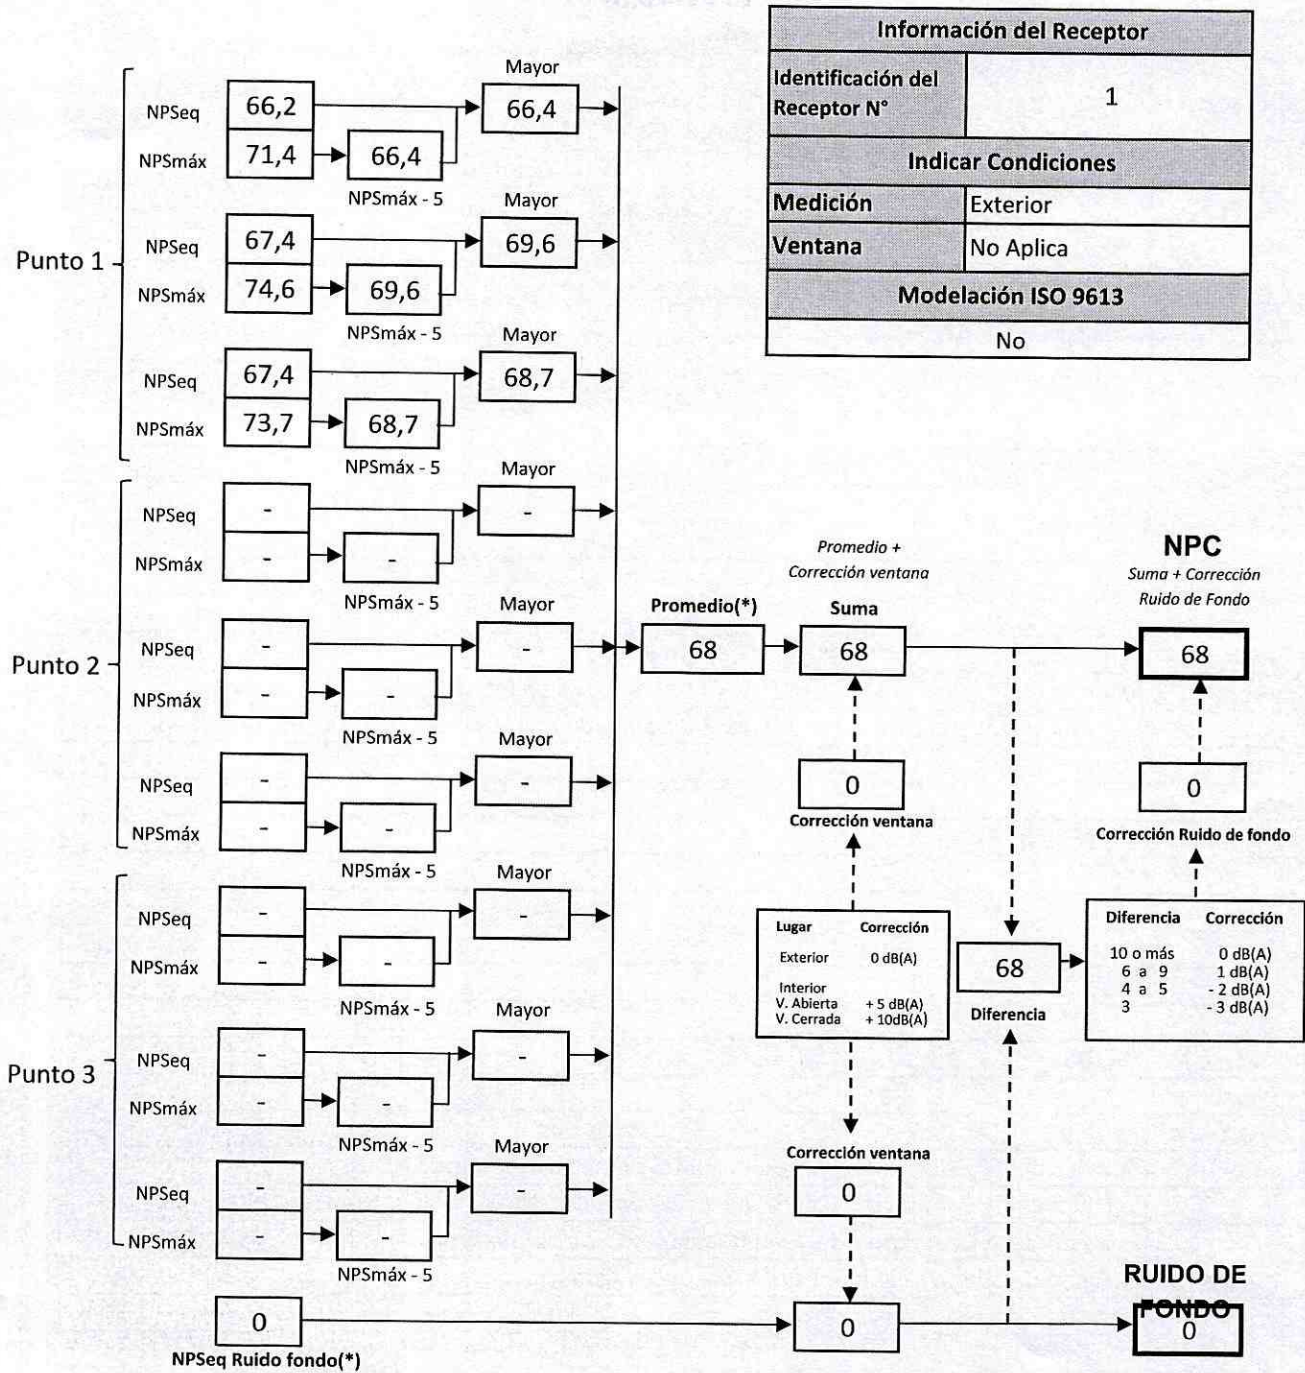 Información del Receptor
Identificación del Receptor N° 1
Indicar Condiciones
Medición Exterior
Ventana No Aplica
Modelación ISO 9613
No
Punto 1
Mayor
NPSeq 66,2 66,4
NPSmáx 71,4 66,4
NPSmáx - 5
Mayor
NPSeq 67,4 69,6
NPSmáx 74,6 69,6
NPSmáx - 5
Mayor
NPSeq 67,4 68,7
NPSmáx 73,7 68,7
NPSmáx - 5
Punto 2
Mayor
NPSeq - -
NPSmáx - -
NPSmáx - 5
Mayor
NPSeq - -
NPSmáx - -
NPSmáx - 5
Mayor
NPSeq - -
NPSmáx - -
NPSmáx - 5
Punto 3
Mayor
NPSeq - -
NPSmáx - -
NPSmáx - 5
Mayor
NPSeq - -
NPSmáx - -
NPSmáx - 5
Mayor
NPSeq - -
NPSmáx - -
NPSmáx - 5
Promedio(*)
68
Promedio +
Corrección ventana
Suma
68
0
Corrección ventana
Lugar Corrección
Exterior 0 dB(A)
Interior
V. Abierta + 5 dB(A)
V. Cerrada + 10dB(A)
Corrección ventana
0
NPC
Suma + Corrección
Ruido de Fondo
68
0
Corrección Ruido de fondo
Diferencia Corrección
10 o más 0 dB(A)
6 a 9 1 dB(A)
4 a 5 - 2 dB(A)
3 - 3 dB(A)
68
Diferencia
0
NPSeq Ruido fondo(*)
0
RUIDO DE
FONDO
0